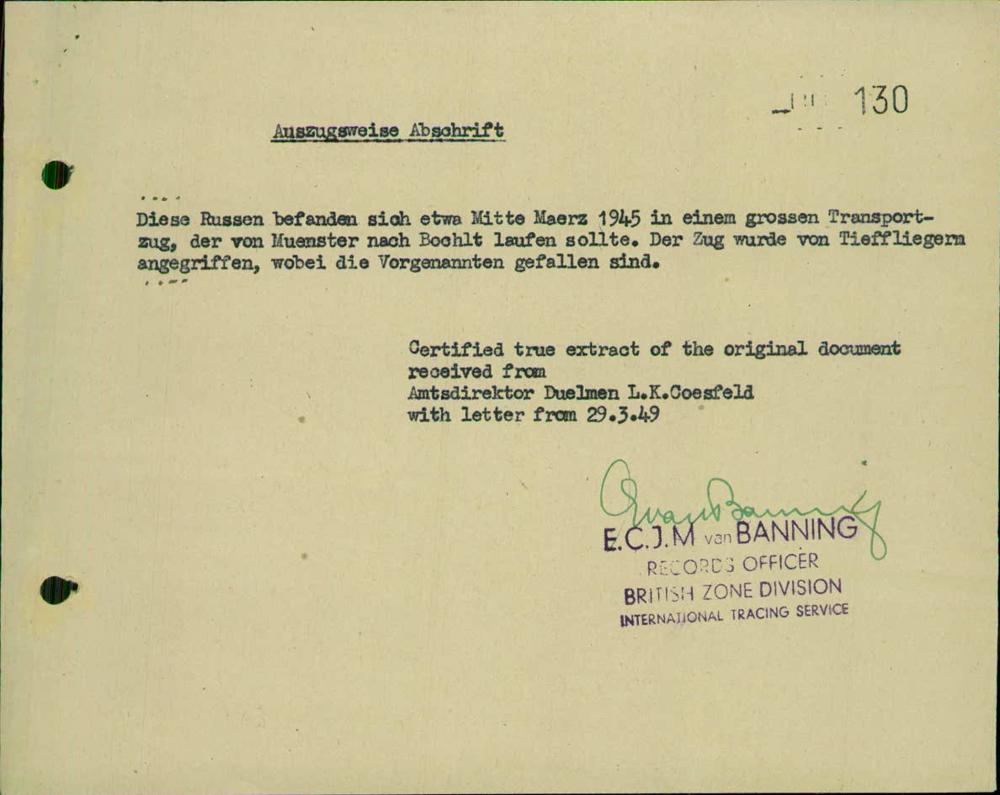 130
Auszugsweise Abschrift
....
Diese Russen befanden sich etwa Mitte Maerz 1945 in einem grossen Transport-
zug, der von Muenster nach Bochlt laufen sollte. Der Zug wurde von Tieffliegern
angegriffen, wobei die Vorgenannten gefallen sind.
....
Certified true extract of the original document
received from
Amtsdirektor Duelmen L.K.Coesfeld
with letter from 29.3.49
E.C.J.M van BANNING
RECORDS OFFICER
BRITISH ZONE DIVISION
INTERNATIONAL TRACING SERVICE